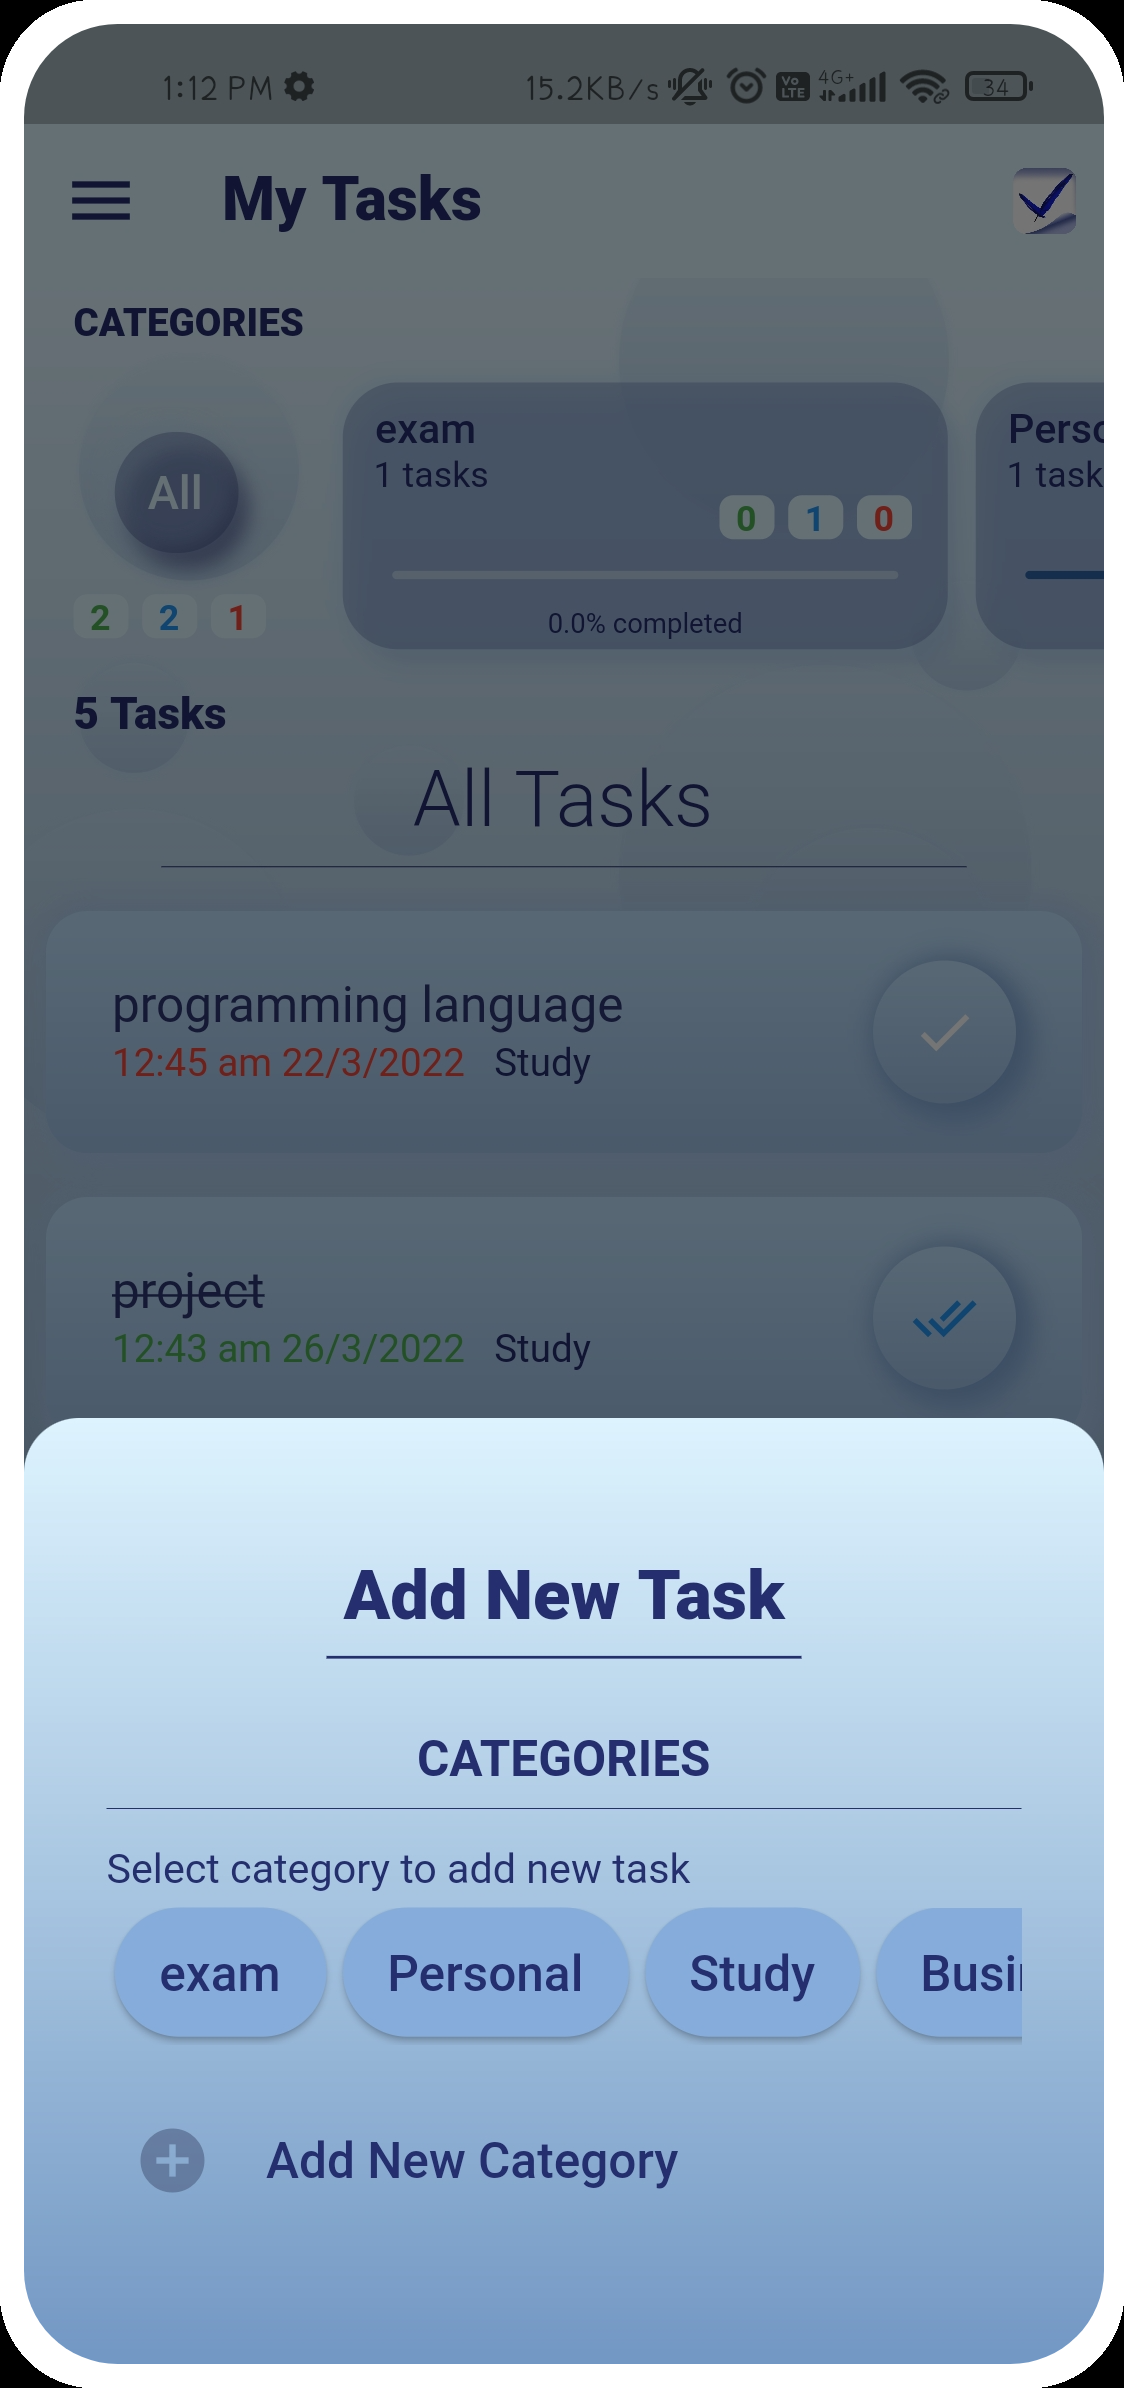 1:12 PM 15.2KB/s Vo LTE 4G+ 34
My Tasks
CATEGORIES
All
2 2 1
exam
1 tasks
0 1 0
0.0% completed
Perso
1 task
5 Tasks
All Tasks
programming language
12:45 am 22/3/2022 Study
project
12:43 am 26/3/2022 Study
Add New Task
CATEGORIES
Select category to add new task
exam Personal Study Busi
Add New Category